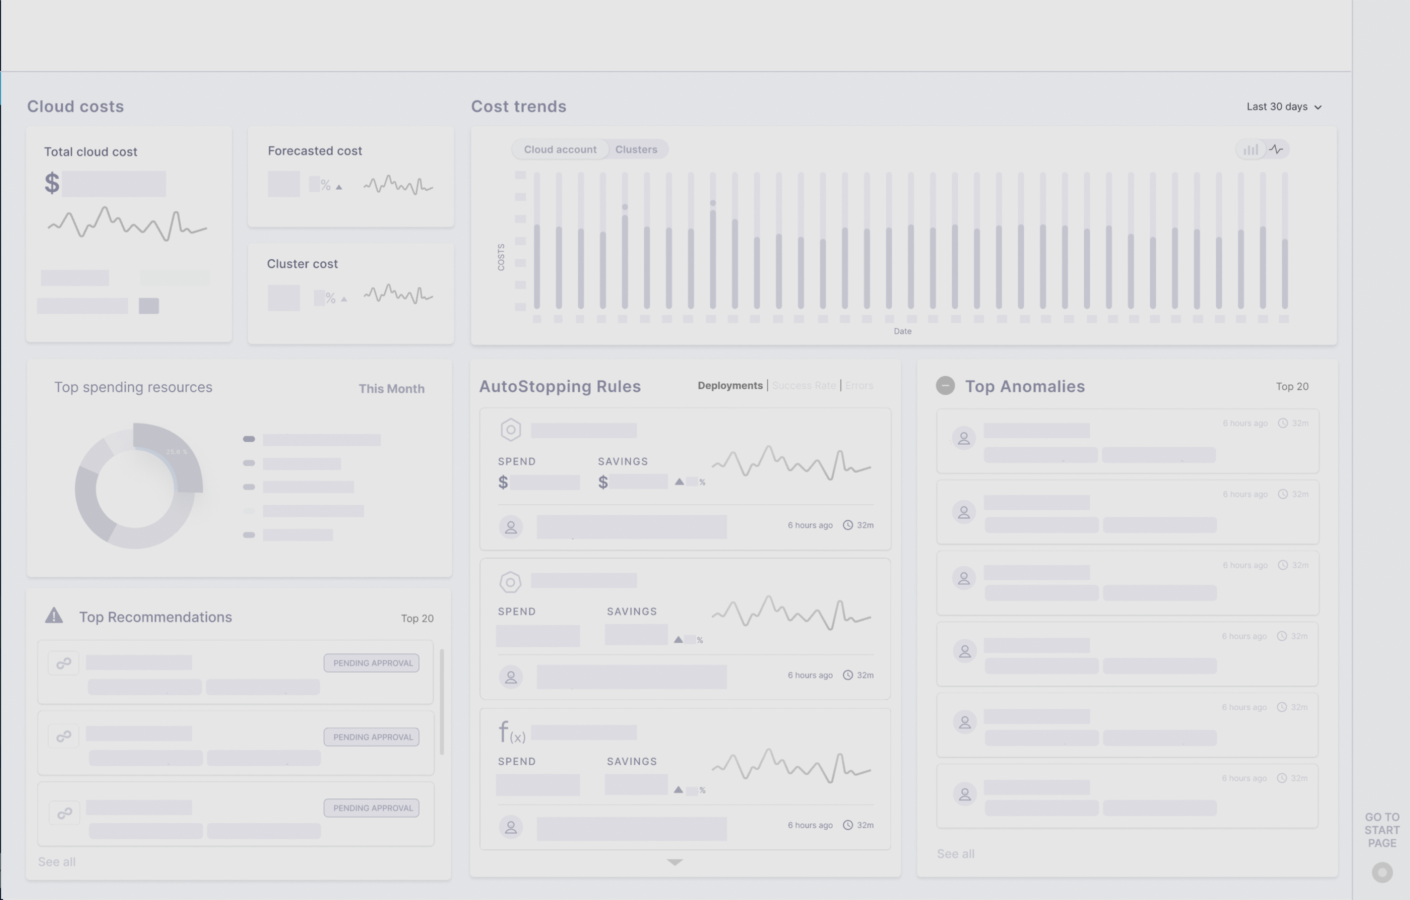 Cloud costs
Cost trends
Last 30 days
Total cloud cost
$
Forecasted cost
%
Cluster cost
%
Cloud account
Clusters
COSTS
Date
Top spending resources
This Month
AutoStopping Rules
Deployments | Success Rate | Errors
SPEND
SAVINGS
$
$
%
6 hours ago
32m
SPEND
SAVINGS
%
6 hours ago
32m
f(x)
SPEND
SAVINGS
%
6 hours ago
32m
Top Anomalies
Top 20
6 hours ago
32m
6 hours ago
32m
6 hours ago
32m
6 hours ago
32m
6 hours ago
32m
6 hours ago
32m
See all
Top Recommendations
Top 20
PENDING APPROVAL
PENDING APPROVAL
PENDING APPROVAL
See all
GO TO
START
PAGE